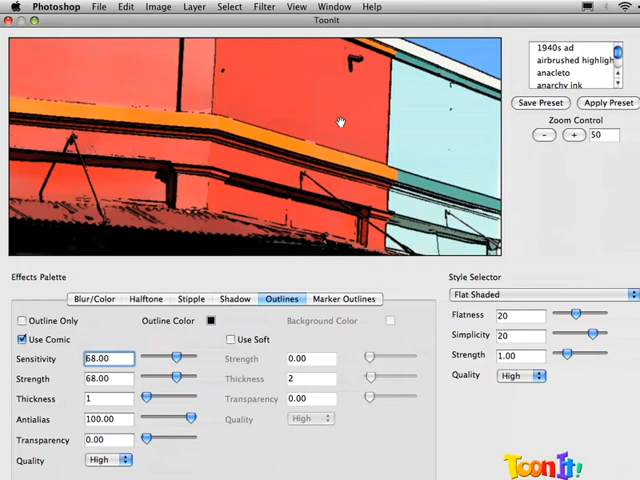 Photoshop File Edit Image Layer Select Filter View Window Help
ToonIt
1940s ad
airbrushed highligh
anacleto
anarchy ink
Save Preset Apply Preset
Zoom Control
- + 50
Effects Palette
Style Selector
Blur/Color Halftone Stipple Shadow Outlines Marker Outlines
Flat Shaded
Outline Only Outline Color Background Color
Flatness 20
Use Comic Use Soft
Simplicity 20
Sensitivity 68.00 Strength 0.00
Strength 1.00
Strength 68.00 Thickness 2
Quality High
Thickness 1 Transparency 0.00
Antialias 100.00 Quality High
Transparency 0.00
Quality High
ToonIt!